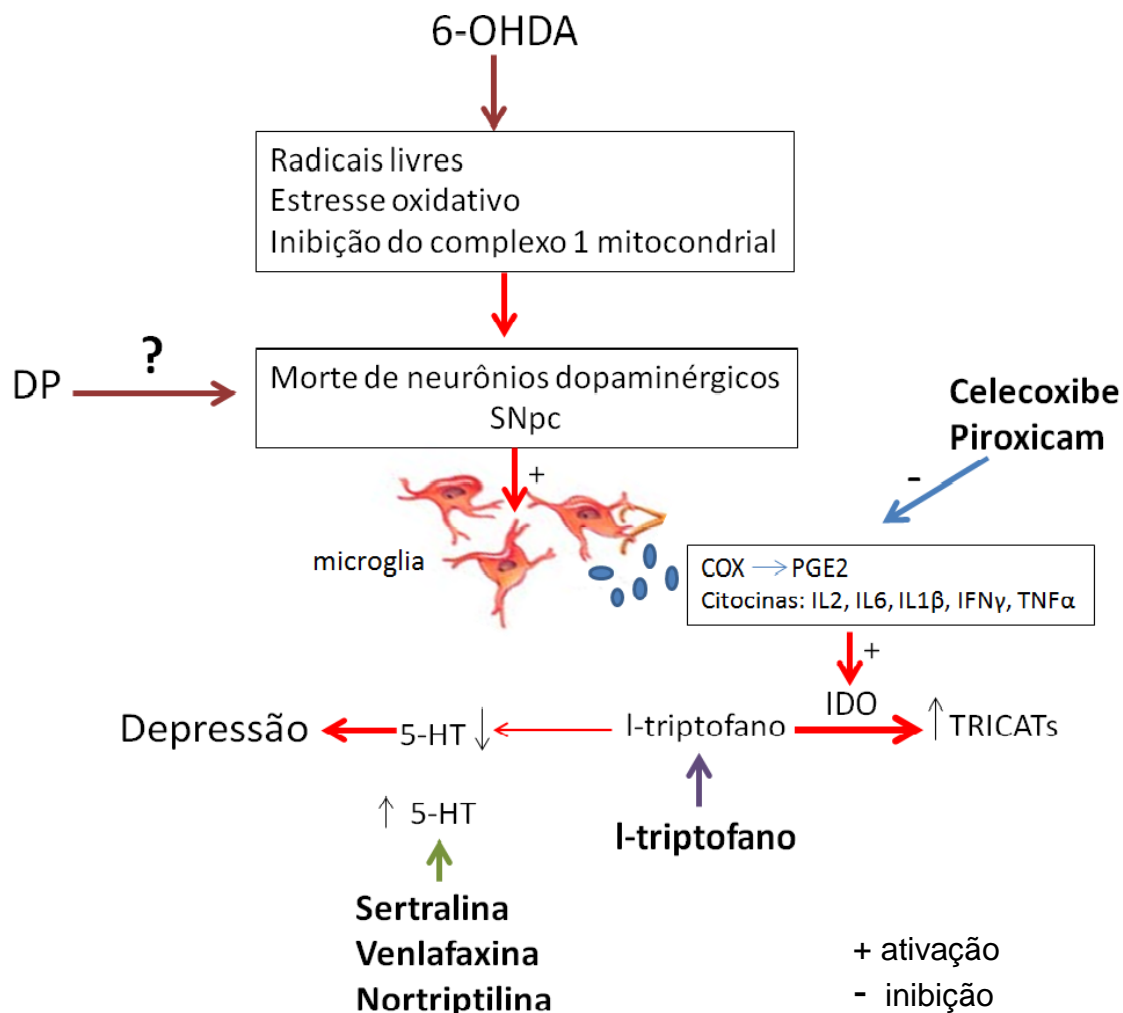 6-OHDA
Radicais livres
Estresse oxidativo
Inibição do complexo 1 mitocondrial
?
DP
Morte de neurônios dopaminérgicos
SNpc
Celecoxibe
Piroxicam
+
-
microglia
COX → PGE2
Citocinas: IL2, IL6, IL1β, IFNγ, TNFα
+
IDO
Depressão
5-HT ↓
l-triptofano
↑ TRICATs
↑ 5-HT
l-triptofano
Sertralina
Venlafaxina
Nortriptilina
+ ativação
- inibição